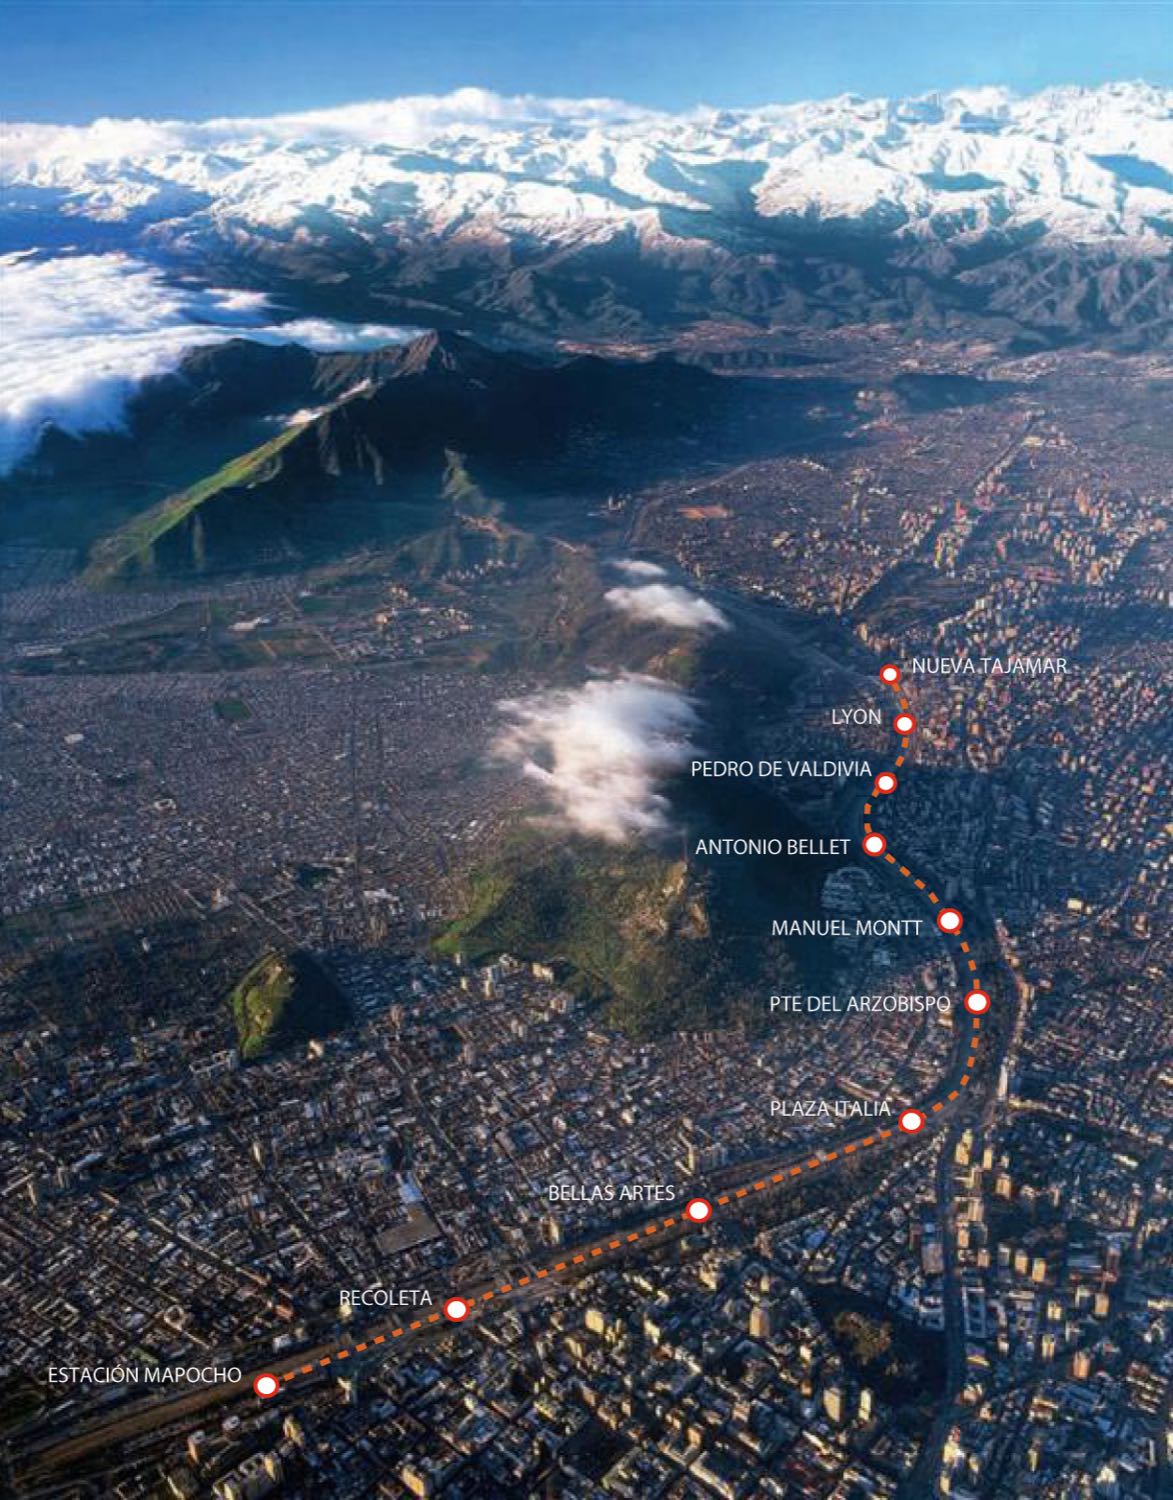 NUEVA TAJAMAR
LYON
PEDRO DE VALDIVIA
ANTONIO BELLET
MANUEL MONTT
PTE DEL ARZOBISPO
PLAZA ITALIA
BELLAS ARTES
RECOLETA
ESTACIÓN MAPOCHO